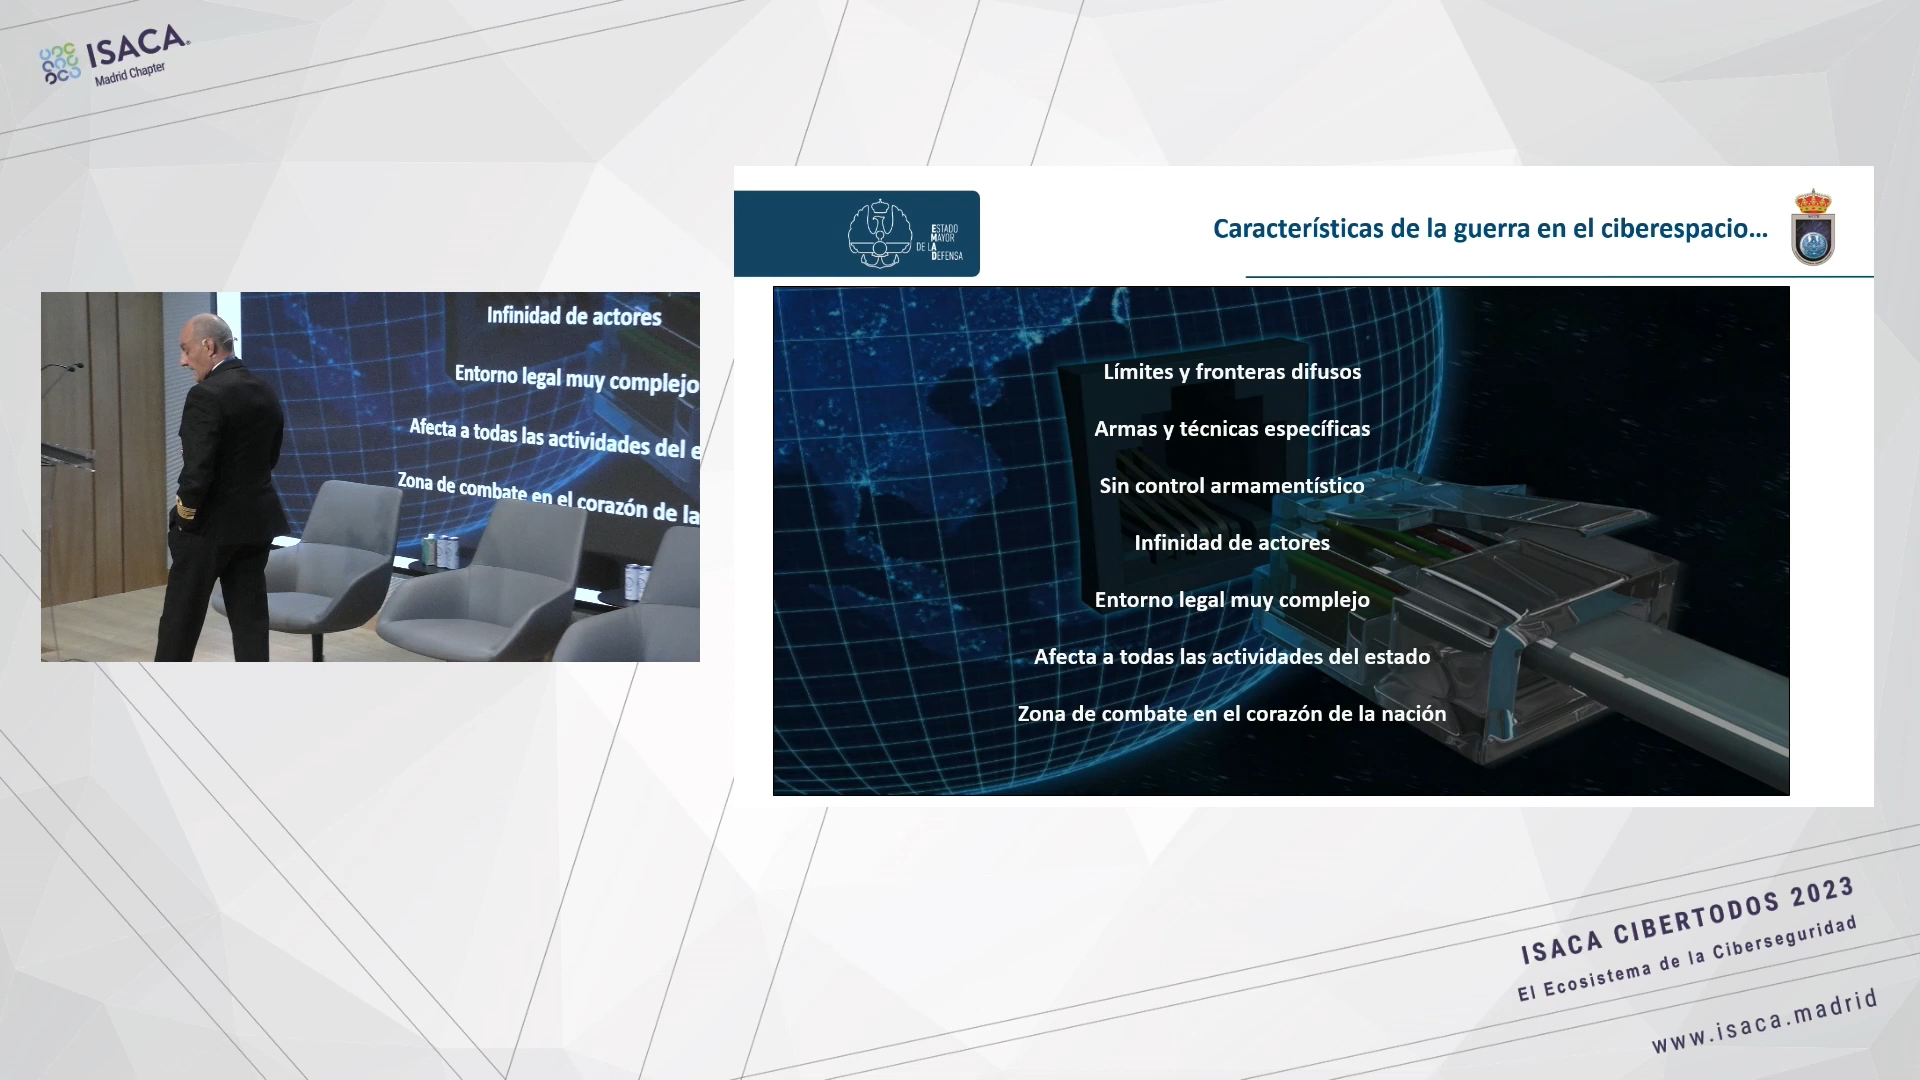 ISACA
Madrid Chapter
ESTADO
MAYOR
DE LA
DEFENSA
Características de la guerra en el ciberespacio...
Infinidad de actores
Entorno legal muy complejo
Afecta a todas las actividades del e
Zona de combate en el corazón de la
Límites y fronteras difusos
Armas y técnicas específicas
Sin control armamentístico
Infinidad de actores
Entorno legal muy complejo
Afecta a todas las actividades del estado
Zona de combate en el corazón de la nación
ISACA CIBERTODOS 2023
El Ecosistema de la Ciberseguridad
www.isaca.madrid